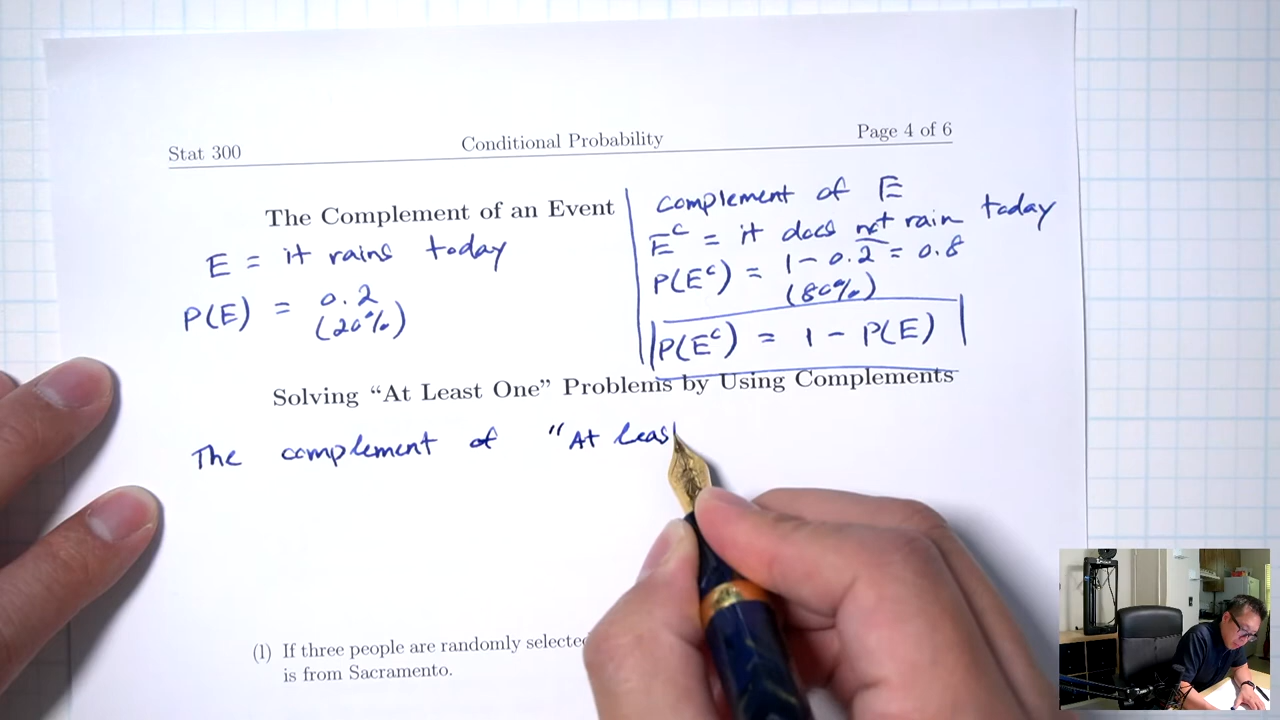 Stat 300 Conditional Probability Page 4 of 6
The Complement of an Event
E = it rains today
P(E) = 0.2
(20%)
complement of E
E^c = it does not rain today
P(E^c) = 1 - 0.2 = 0.8
(80%)
P(E^c) = 1 - P(E)
Solving “At Least One” Problems by Using Complements
The complement of "At Least
(l) If three people are randomly selected
is from Sacramento.